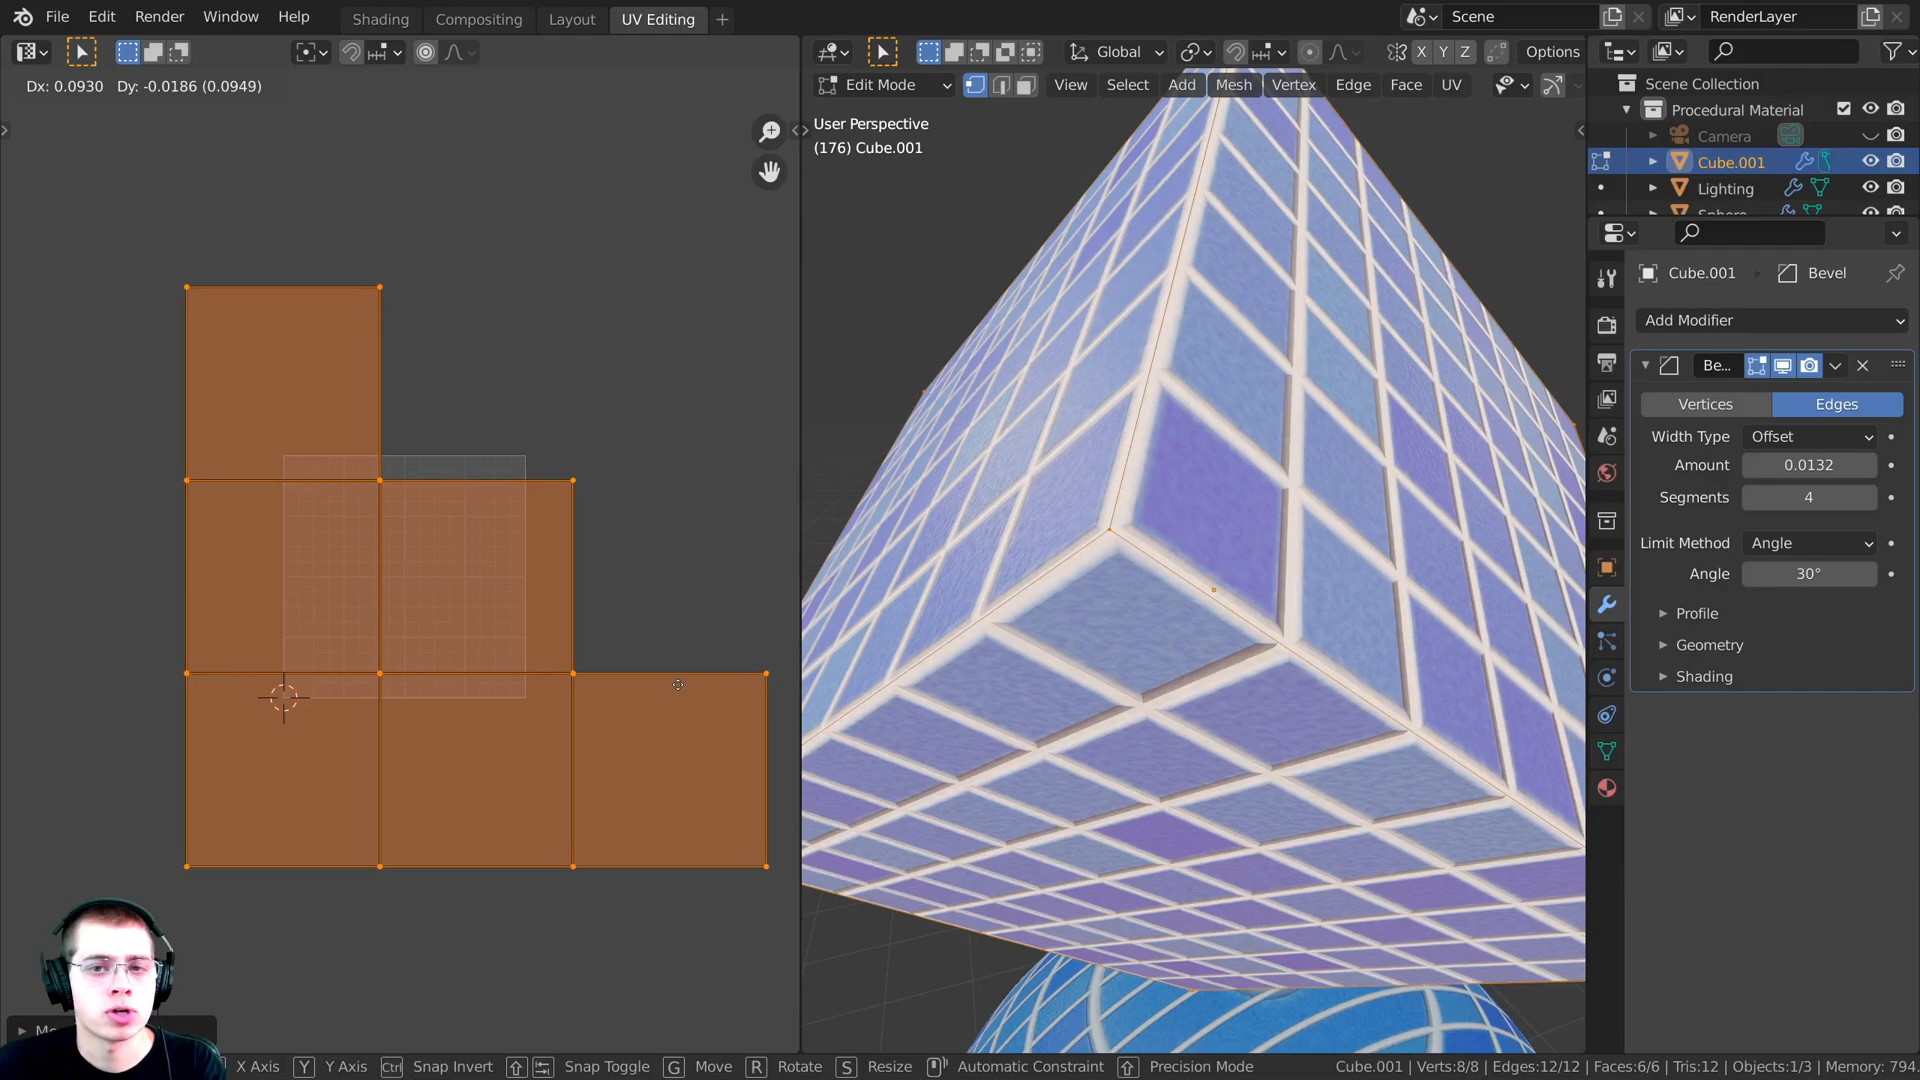 File Edit Render Window Help Shading Compositing Layout UV Editing + Scene RenderLayer
Global X Y Z Options
Dx: 0.0930 Dy: -0.0186 (0.0949)
Edit Mode View Select Add Mesh Vertex Edge Face UV
User Perspective
(176) Cube.001
Scene Collection
Procedural Material
Camera
Cube.001
Lighting
Sphere
Cube.001 Bevel
Add Modifier
Be...
Vertices Edges
Width Type Offset
Amount 0.0132
Segments 4
Limit Method Angle
Angle 30°
Profile
Geometry
Shading
X Axis Y Y Axis Ctrl Snap Invert Snap Toggle G Move R Rotate S Resize Automatic Constraint Precision Mode Cube.001 | Verts:8/8 | Edges:12/12 | Faces:6/6 | Tris:12 | Objects:1/3 | Memory: 794.